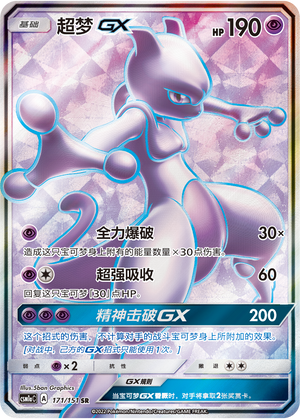 基础 超梦GX HP190
全力爆破 30×
造成这只宝可梦身上附有的能量数量×30点伤害。
超强吸收 60
回复这只宝可梦「30」点HP。
精神击破GX 200
这个招式的伤害,不计算对手的战斗宝可梦身上所附加的效果。
[对战中,己方的GX招式只能使用1次。]
弱点 ×2 抵抗力 撤退
Illus.5ban Graphics
GX规则
当宝可梦GX昏厥时,对手将拿取2张奖赏卡。
A 171/151 SR
©2022 Pokémon/Nintendo/Creatures/GAME FREAK